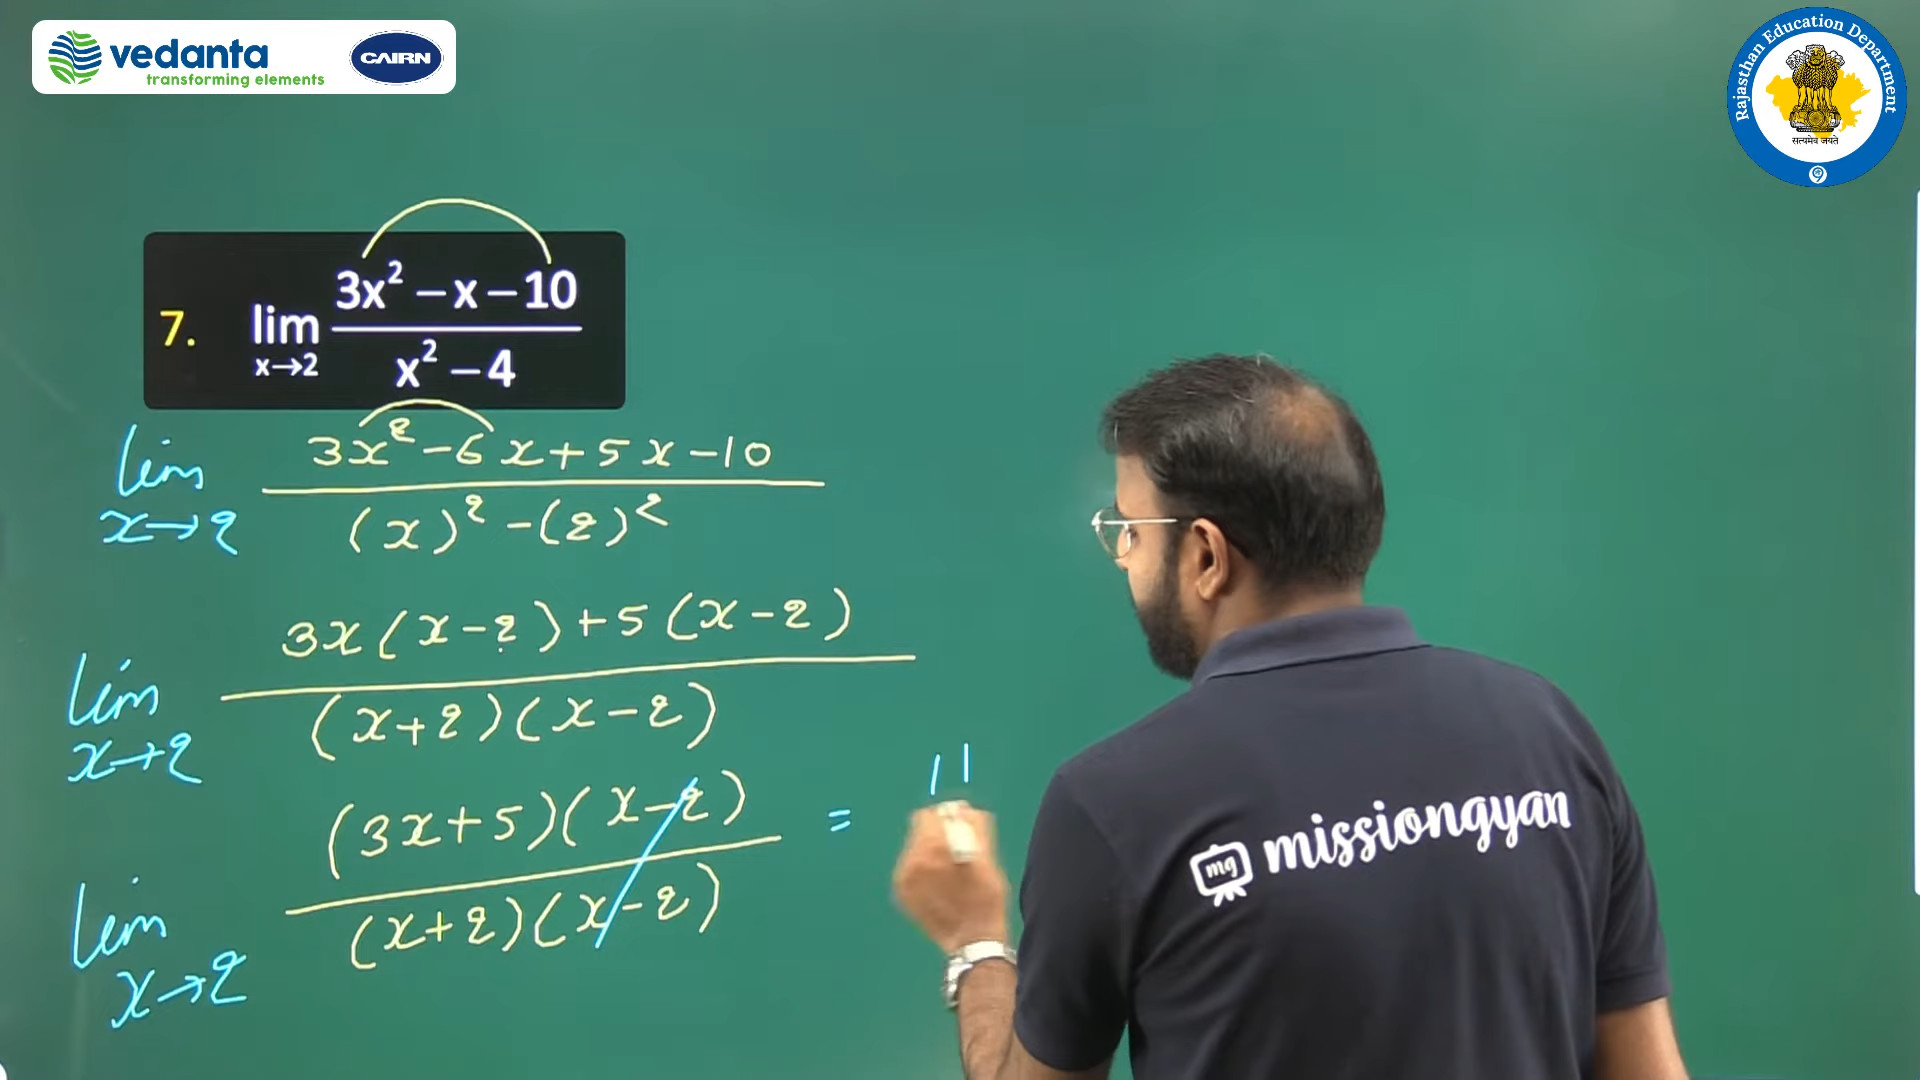 vedanta
transforming elements
CAIRN
Rajasthan Education Department
सत्यमेव जयते
7. lim x→2 (3x² − x − 10) / (x² − 4)
lim x→2 (3x² − 6x + 5x − 10) / ((x)² − (2)²)
lim x→2 (3x(x−2) + 5(x−2)) / ((x+2)(x−2))
lim x→2 ((3x+5)(x−2)) / ((x+2)(x−2)) = 11
mg missiongyan